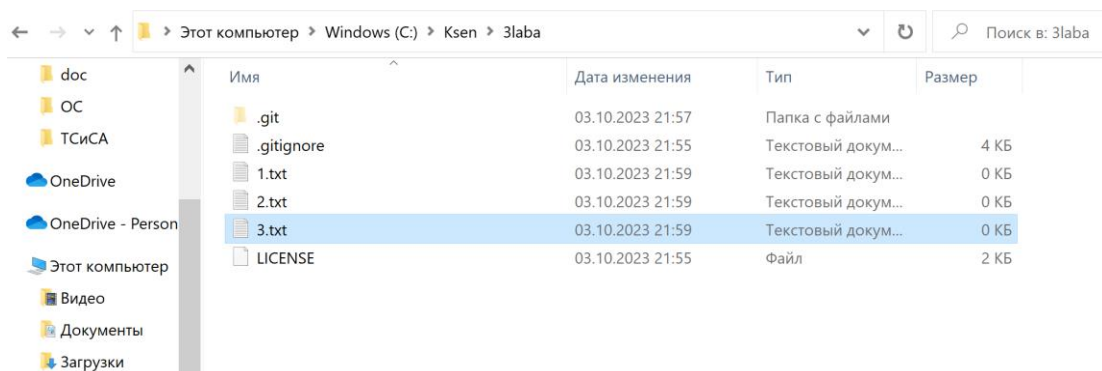 Этот компьютер > Windows (C:) > Ksen > 3laba
Поиск в: 3laba
doc
ОС
ТСиСА
OneDrive
OneDrive - Person
Этот компьютер
Видео
Документы
Загрузки
Имя Дата изменения Тип Размер
.git 03.10.2023 21:57 Папка с файлами
.gitignore 03.10.2023 21:55 Текстовый докум... 4 КБ
1.txt 03.10.2023 21:59 Текстовый докум... 0 КБ
2.txt 03.10.2023 21:59 Текстовый докум... 0 КБ
3.txt 03.10.2023 21:59 Текстовый докум... 0 КБ
LICENSE 03.10.2023 21:55 Файл 2 КБ